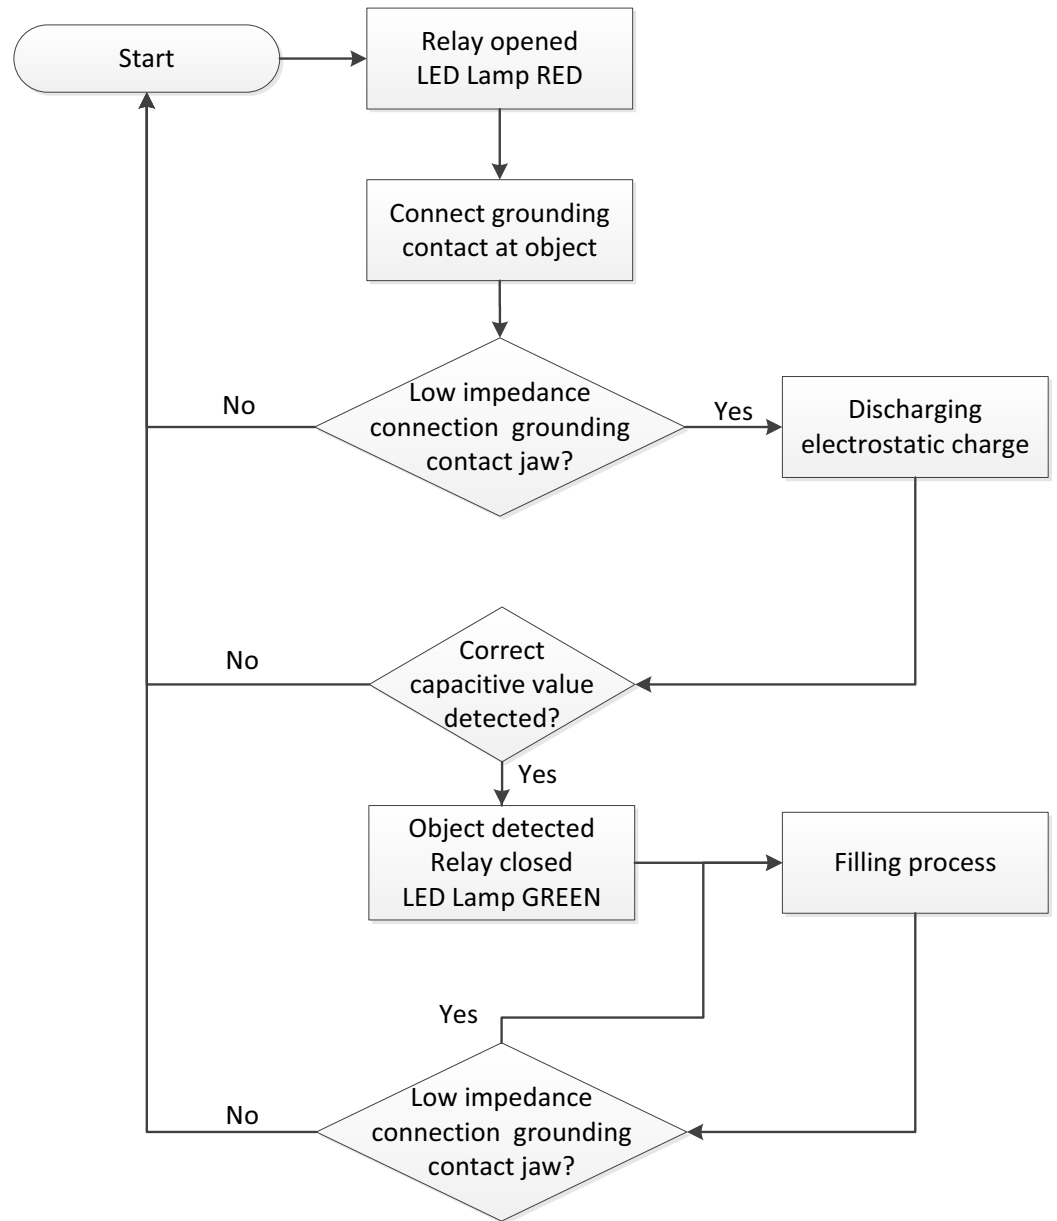 Start
Relay opened
LED Lamp RED
Connect grounding
contact at object
Low impedance
connection  grounding
contact jaw?
No
Yes
Discharging
electrostatic charge
Correct
capacitive value
detected?
No
Yes
Object detected
Relay closed
LED Lamp GREEN
Filling process
Yes
Low impedance
connection  grounding
contact jaw?
No